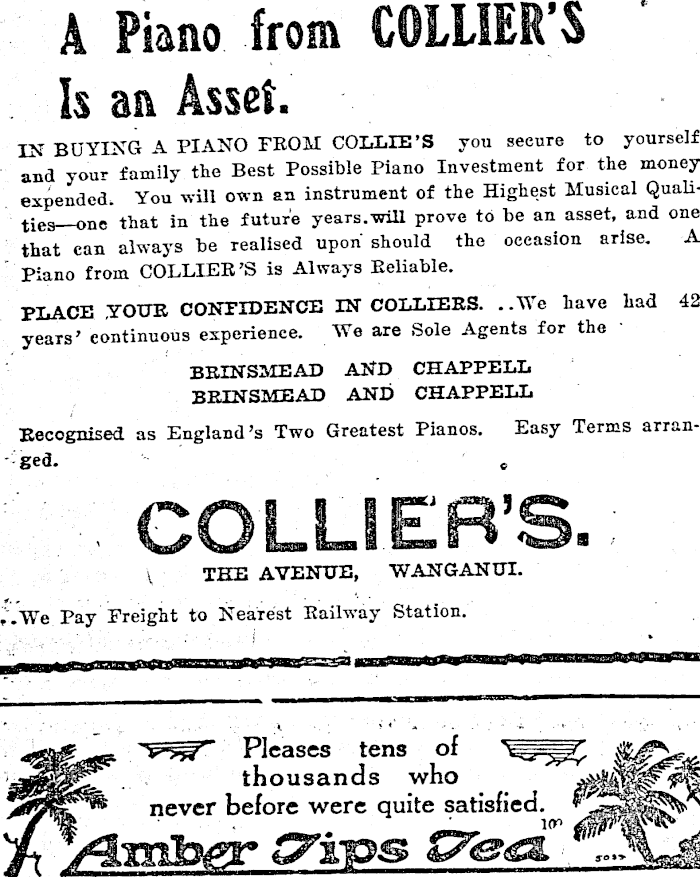 A Piano from COLLIER'S
Is an Asset.
IN BUYING A PIANO FROM COLLIE'S you secure to yourself
and your family the Best Possible Piano Investment for the money
expended. You will own an instrument of the Highest Musical Quali-
ties—one that in the future years.will prove to be an asset, and one
that can always be realised upon should the occasion arise. A
Piano from COLLIER'S is Always Reliable.
PLACE YOUR CONFIDENCE IN COLLIERS. ..We have had 42
years' continuous experience. We are Sole Agents for the
BRINSMEAD AND CHAPPELL
BRINSMEAD AND CHAPPELL
Recognised as England's Two Greatest Pianos. Easy Terms arran-
ged.
COLLIER'S.
THE AVENUE, WANGANUI.
..We Pay Freight to Nearest Railway Station.
Pleases tens of
thousands who
never before were quite satisfied.
Amber Tips Tea